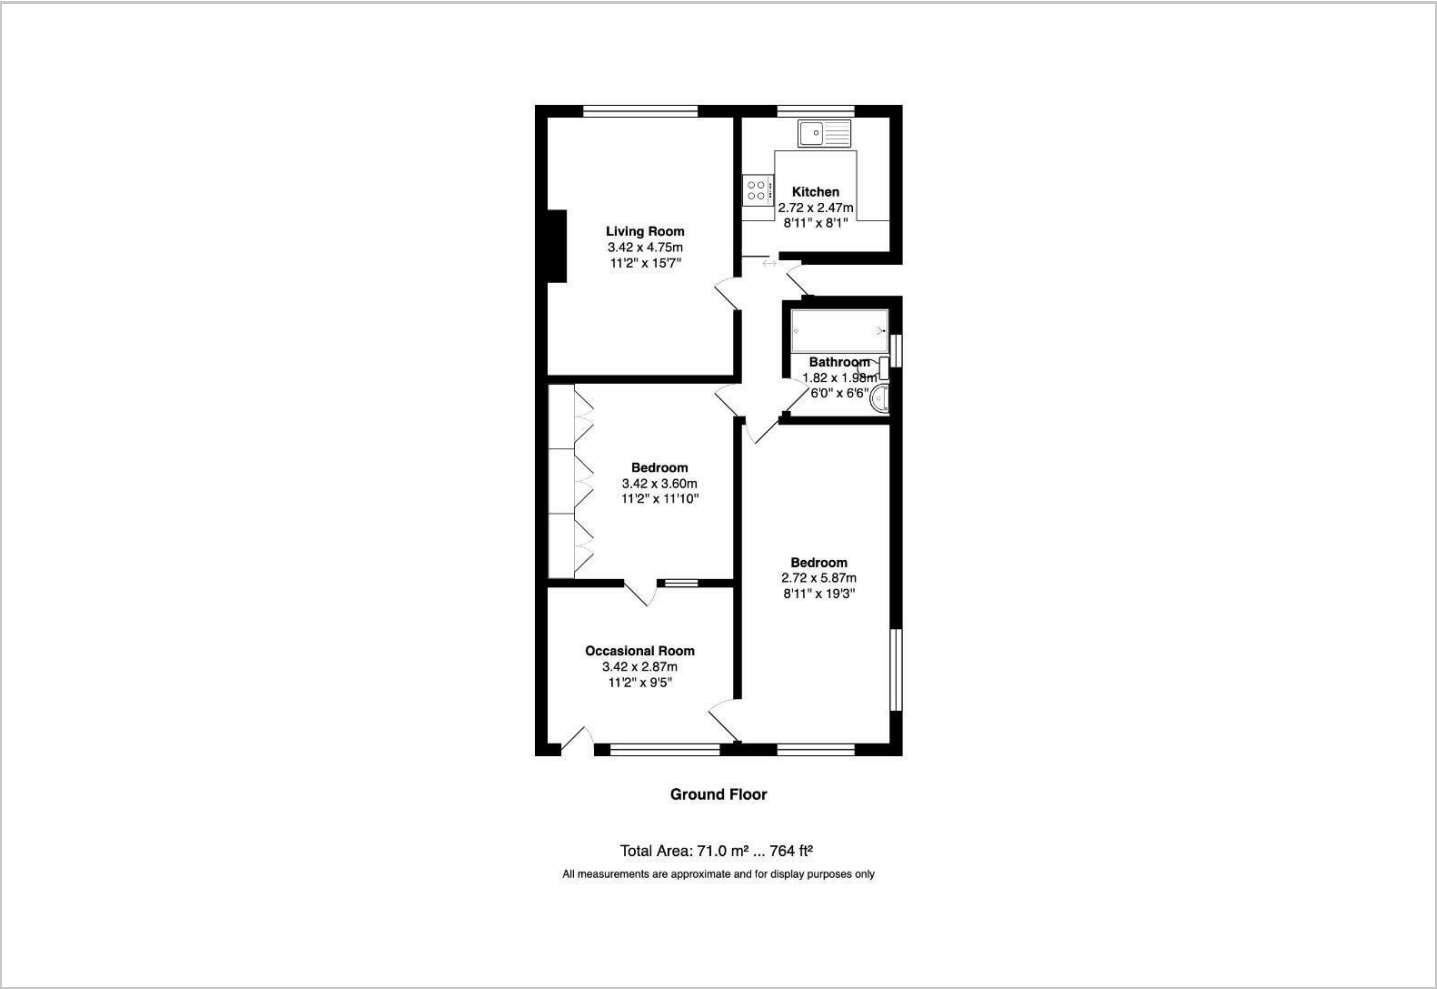 Kitchen
2.72 x 2.47m
8'11" x 8'1"
Living Room
3.42 x 4.75m
11'2" x 15'7"
Bathroom
1.82 x 1.98m
6'0" x 6'6"
Bedroom
3.42 x 3.60m
11'2" x 11'10"
Bedroom
2.72 x 5.87m
8'11" x 19'3"
Occasional Room
3.42 x 2.87m
11'2" x 9'5"
Ground Floor
Total Area: 71.0 m² ... 764 ft²
All measurements are approximate and for display purposes only